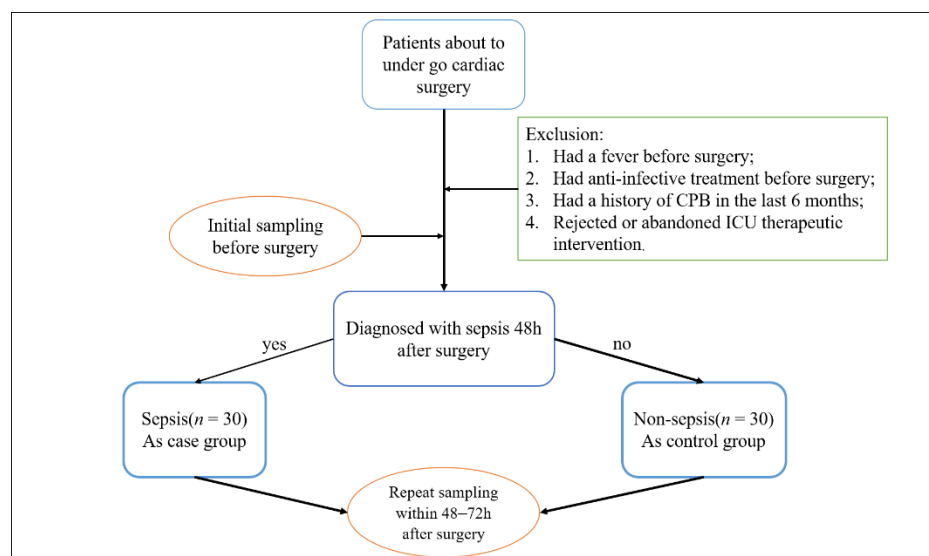 Patients about to
under go cardiac
surgery
Exclusion:
1. Had a fever before surgery;
2. Had anti-infective treatment before surgery;
3. Had a history of CPB in the last 6 months;
4. Rejected or abandoned ICU therapeutic
intervention.
Initial sampling
before surgery
Diagnosed with sepsis 48h
after surgery
yes
no
Sepsis(n = 30)
As case group
Non-sepsis(n = 30)
As control group
Repeat sampling
within 48–72h
after surgery